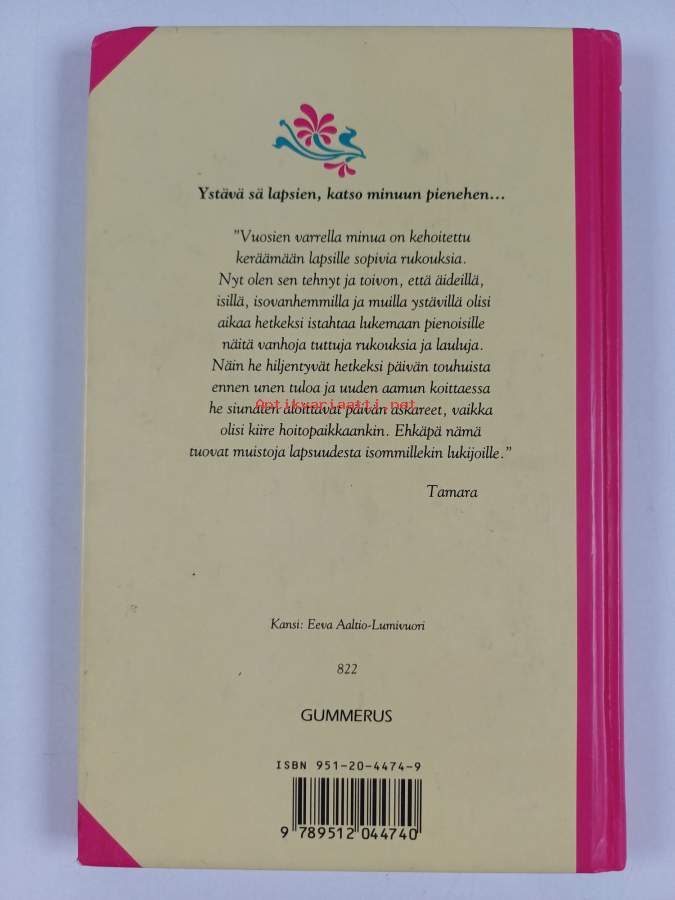 Ystävä sä lapsien, katso minuun pienehen...
"Vuosien varrella minua on kehoitettu
keräämään lapsille sopivia rukouksia.
Nyt olen sen tehnyt ja toivon, että äideillä,
isillä, isovanhemmilla ja muilla ystävillä olisi
aikaa hetkeksi istahtaa lukemaan pienoisille
näitä vanhoja tuttuja rukouksia ja lauluja.
Näin he hiljentyvät hetkeksi päivän touhuista
ennen unen tuloa ja uuden aamun koittaessa
Antikvariaatti.net
he siunaten aloittavat päivän askareet, vaikka
olisi kiire hoitopaikkaankin. Ehkäpä nämä
tuovat muistoja lapsuudesta isommillekin lukijoille."
Tamara
Kansi: Eeva Aaltio-Lumivuori
822
GUMMERUS
ISBN 951-20-4474-9
9 789512 044740